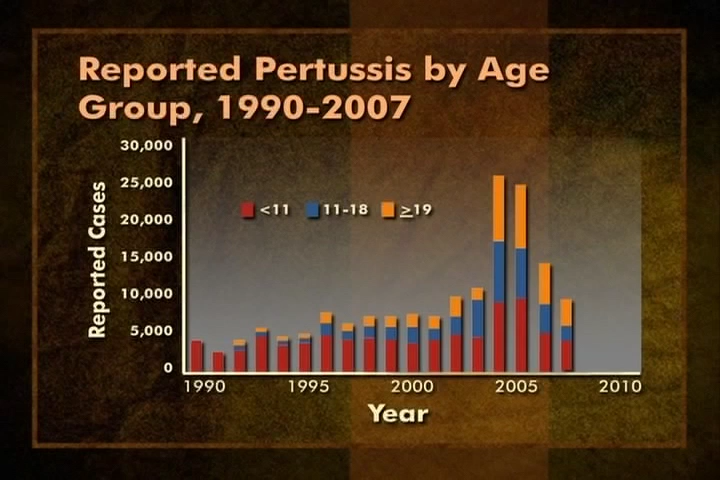 Reported Pertussis by Age
Group, 1990-2007
30,000
25,000
20,000
15,000
10,000
5,000
0
Reported Cases
<11 11-18 ≥19
1990 1995 2000 2005 2010
Year